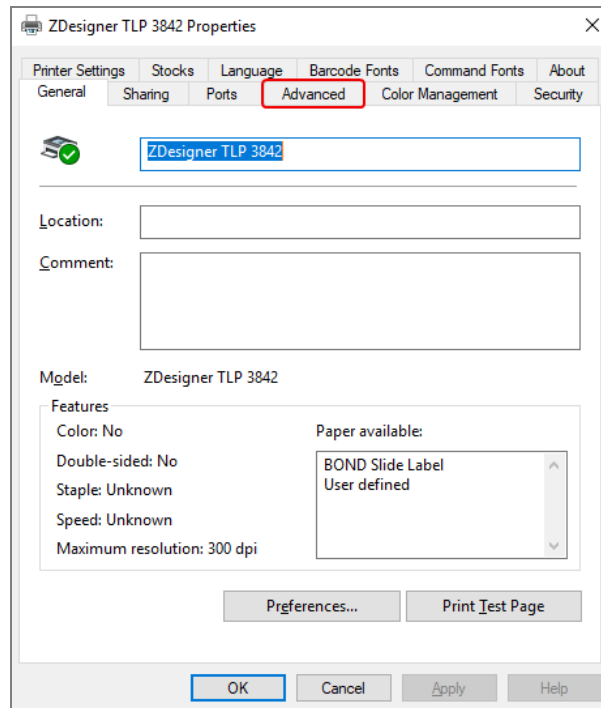 ZDesigner TLP 3842 Properties
Printer Settings Stocks Language Barcode Fonts Command Fonts About
General Sharing Ports Advanced Color Management Security
ZDesigner TLP 3842
Location:
Comment:
Model: ZDesigner TLP 3842
Features
Color: No Paper available:
Double-sided: No BOND Slide Label
Staple: Unknown User defined
Speed: Unknown
Maximum resolution: 300 dpi
Preferences... Print Test Page
OK Cancel Apply Help